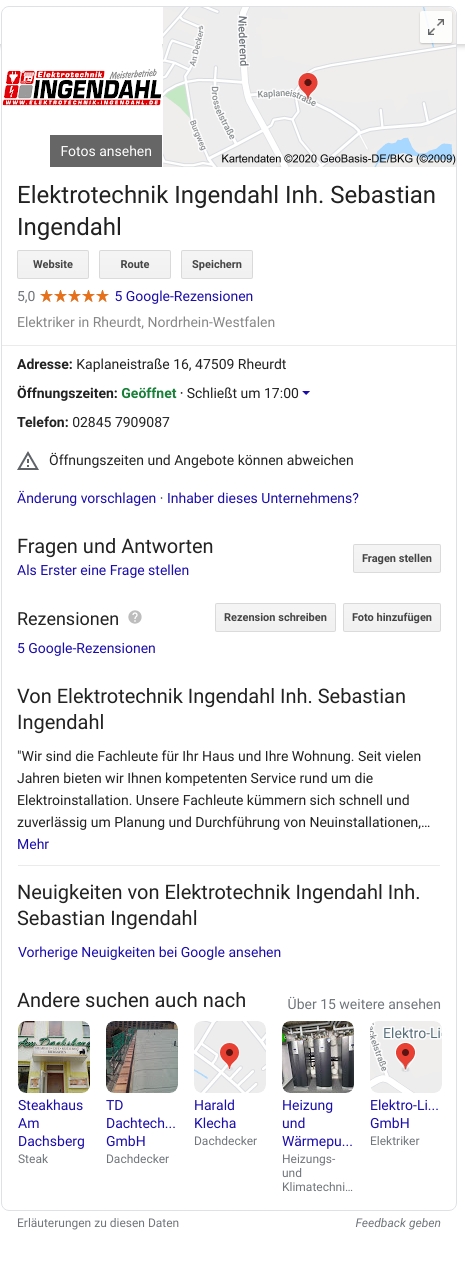 Elektrotechnik Meisterbetrieb
INGENDAHL
WWW.ELEKTROTECHNIK-INGENDAHL.DE
Fotos ansehen
An Deckers
Niederend
Kaplaneistraße
Drosselstraße
Burgweg
Kartendaten ©2020 GeoBasis-DE/BKG (©2009)
Elektrotechnik Ingendahl Inh. Sebastian
Ingendahl
Website Route Speichern
5,0 5 Google-Rezensionen
Elektriker in Rheurdt, Nordrhein-Westfalen
Adresse: Kaplaneistraße 16, 47509 Rheurdt
Öffnungszeiten: Geöffnet · Schließt um 17:00
Telefon: 02845 7909087
Öffnungszeiten und Angebote können abweichen
Änderung vorschlagen · Inhaber dieses Unternehmens?
Fragen und Antworten
Fragen stellen
Als Erster eine Frage stellen
Rezensionen ? Rezension schreiben Foto hinzufügen
5 Google-Rezensionen
Von Elektrotechnik Ingendahl Inh. Sebastian
Ingendahl
"Wir sind die Fachleute für Ihr Haus und Ihre Wohnung. Seit vielen
Jahren bieten wir Ihnen kompetenten Service rund um die
Elektroinstallation. Unsere Fachleute kümmern sich schnell und
zuverlässig um Planung und Durchführung von Neuinstallationen,…
Mehr
Neuigkeiten von Elektrotechnik Ingendahl Inh.
Sebastian Ingendahl
Vorherige Neuigkeiten bei Google ansehen
Andere suchen auch nach Über 15 weitere ansehen
Am Dachsberg
Elektro-Li
Steakhaus
Am
Dachsberg
Steak
TD
Dachtech...
GmbH
Dachdecker
Harald
Klecha
Dachdecker
Heizung
und
Wärmepu...
Heizungs-
und
Klimatechni…
Elektro-Li...
GmbH
Elektriker
Erläuterungen zu diesen Daten Feedback geben